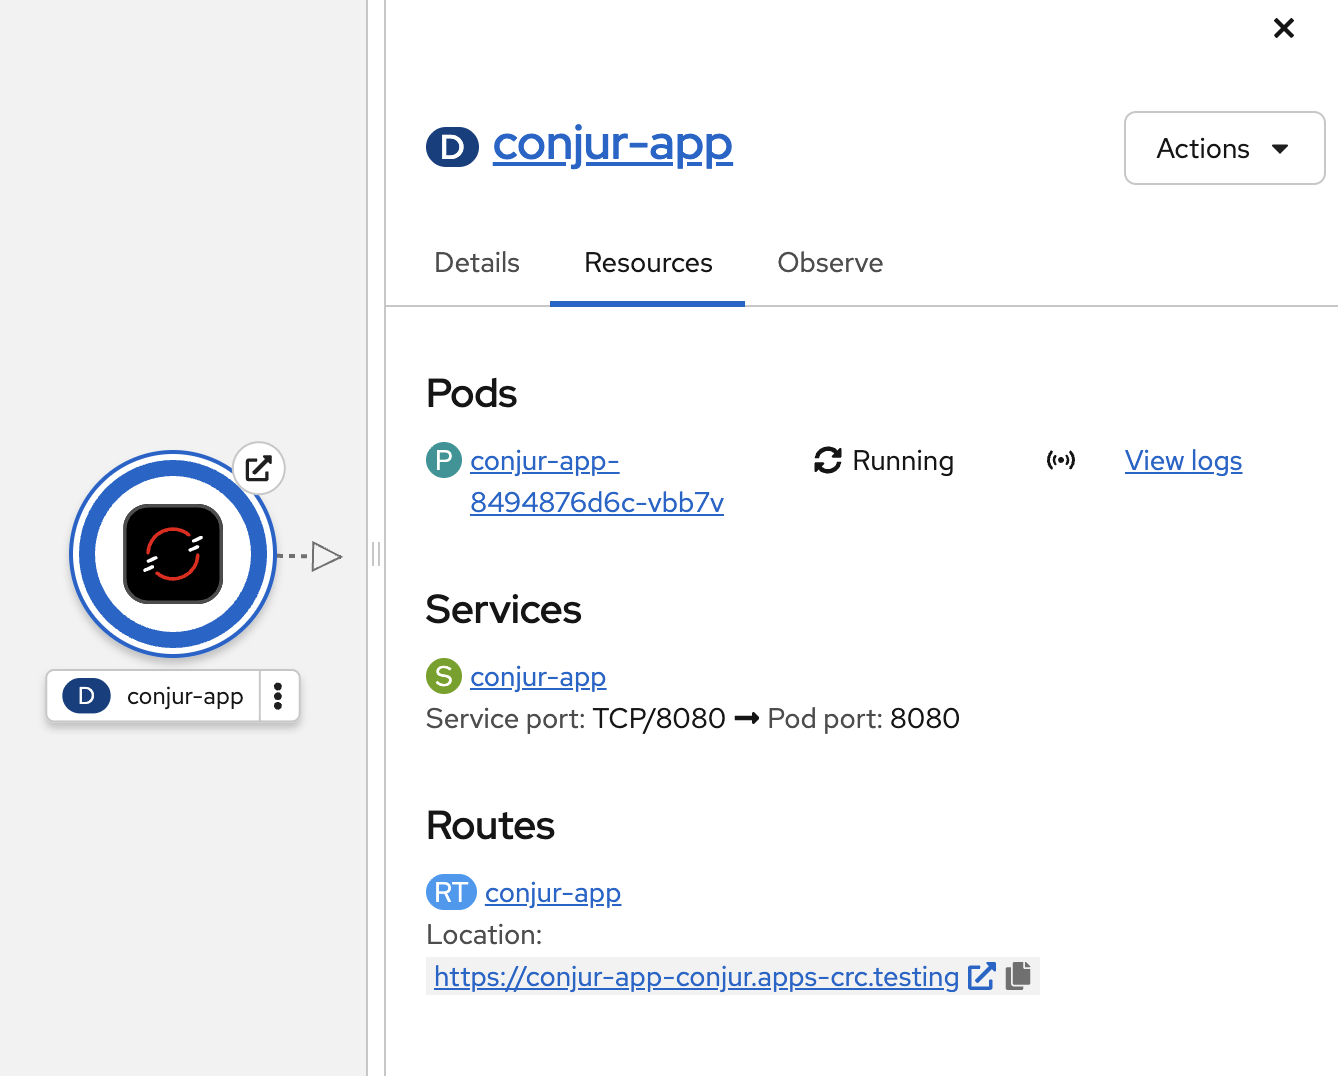 D conjur-app
Actions
Details Resources Observe
Pods
P conjur-app-
8494876d6c-vbb7v
Running
View logs
Services
S conjur-app
Service port: TCP/8080 ➞ Pod port: 8080
Routes
RT conjur-app
Location:
https://conjur-app-conjur.apps-crc.testing
D conjur-app